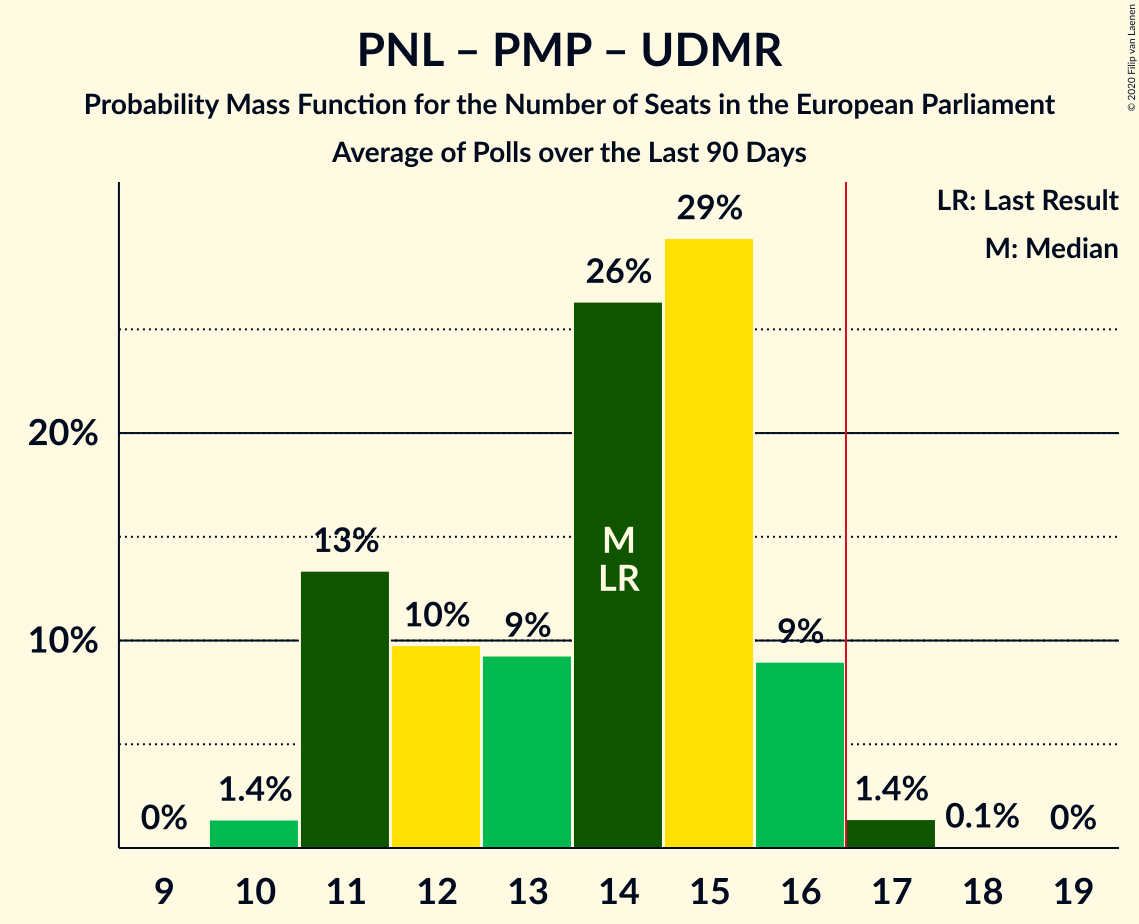 PNL – PMP – UDMR
Probability Mass Function for the Number of Seats in the European Parliament
Average of Polls over the Last 90 Days
© 2020 Filip van Laenen
LR: Last Result
M: Median
29%
26%
20%
13%
M
LR
10%
9%
9%
10%
1.4%
1.4%
0%
0.1%
0%
9 10 11 12 13 14 15 16 17 18 19